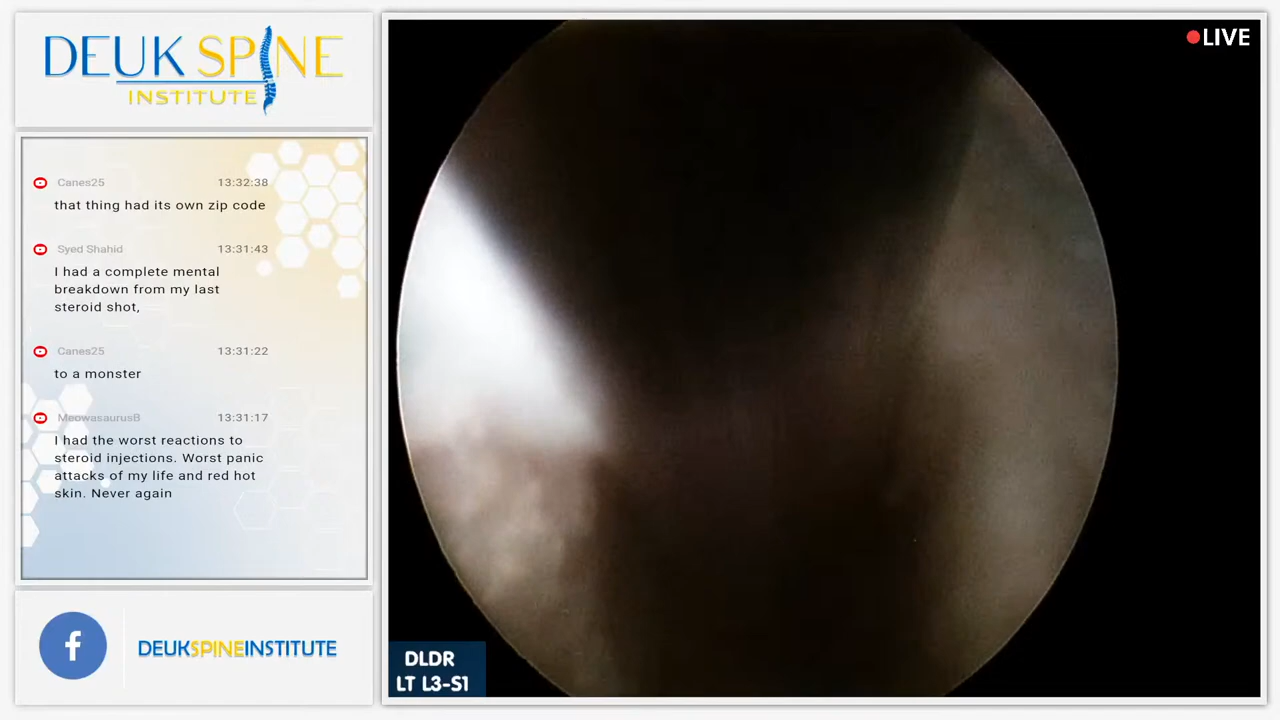 DEUK SPINE
INSTITUTE
Canes25 13:32:38
that thing had its own zip code
Syed Shahid 13:31:43
I had a complete mental
breakdown from my last
steroid shot,
Canes25 13:31:22
to a monster
MeowasaurusB 13:31:17
I had the worst reactions to
steroid injections. Worst panic
attacks of my life and red hot
skin. Never again
f DEUKSPINEINSTITUTE
LIVE
DLDR
LT L3-S1